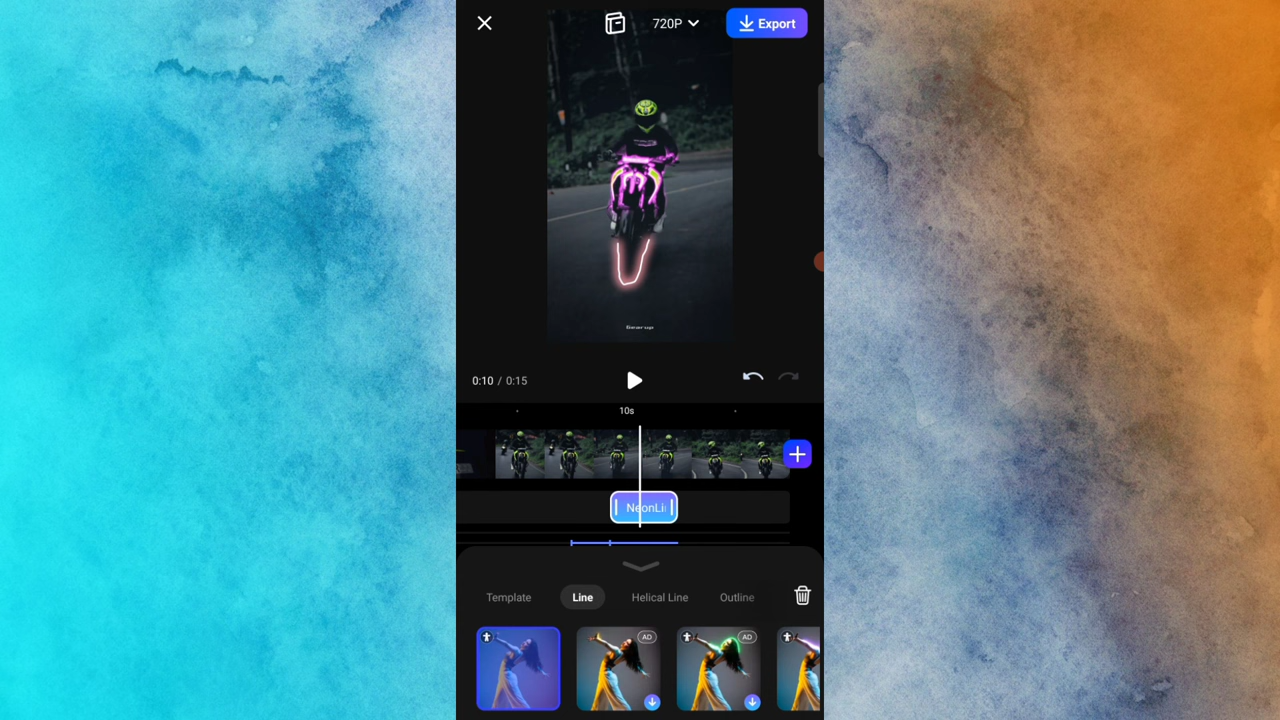 720P
Export
0:10 / 0:15
10s
NeonLi
Template
Line
Helical Line
Outline
AD
AD